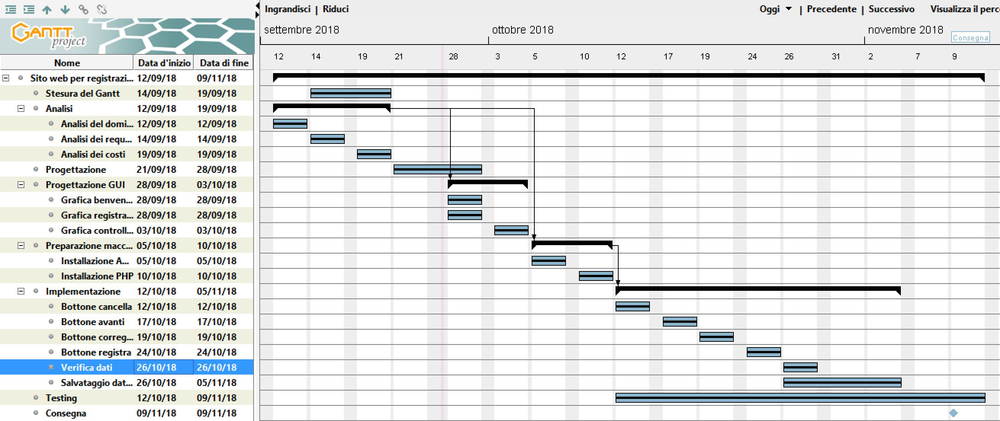 Ingrandisci | Riduci
Oggi | Precedente | Successivo Visualizza il perc
GANTT
project
settembre 2018 ottobre 2018 novembre 2018
Consegna
12 14 19 21 28 3 5 10 12 17 19 24 26 31 2 7 9
Nome Data d'inizio Data di fine
Sito web per registrazi... 12/09/18 09/11/18
Stesura del Gantt 14/09/18 19/09/18
Analisi 12/09/18 19/09/18
Analisi del domi... 12/09/18 12/09/18
Analisi dei requ... 14/09/18 14/09/18
Analisi dei costi 19/09/18 19/09/18
Progettazione 21/09/18 28/09/18
Progettazione GUI 28/09/18 03/10/18
Grafica benven... 28/09/18 28/09/18
Grafica registra... 28/09/18 28/09/18
Grafica controll... 03/10/18 03/10/18
Preparazione macc... 05/10/18 10/10/18
Installazione A... 05/10/18 05/10/18
Installazione PHP 10/10/18 10/10/18
Implementazione 12/10/18 05/11/18
Bottone cancella 12/10/18 12/10/18
Bottone avanti 17/10/18 17/10/18
Bottone correg... 19/10/18 19/10/18
Bottone registra 24/10/18 24/10/18
Verifica dati 26/10/18 26/10/18
Salvataggio dat... 26/10/18 05/11/18
Testing 12/10/18 09/11/18
Consegna 09/11/18 09/11/18